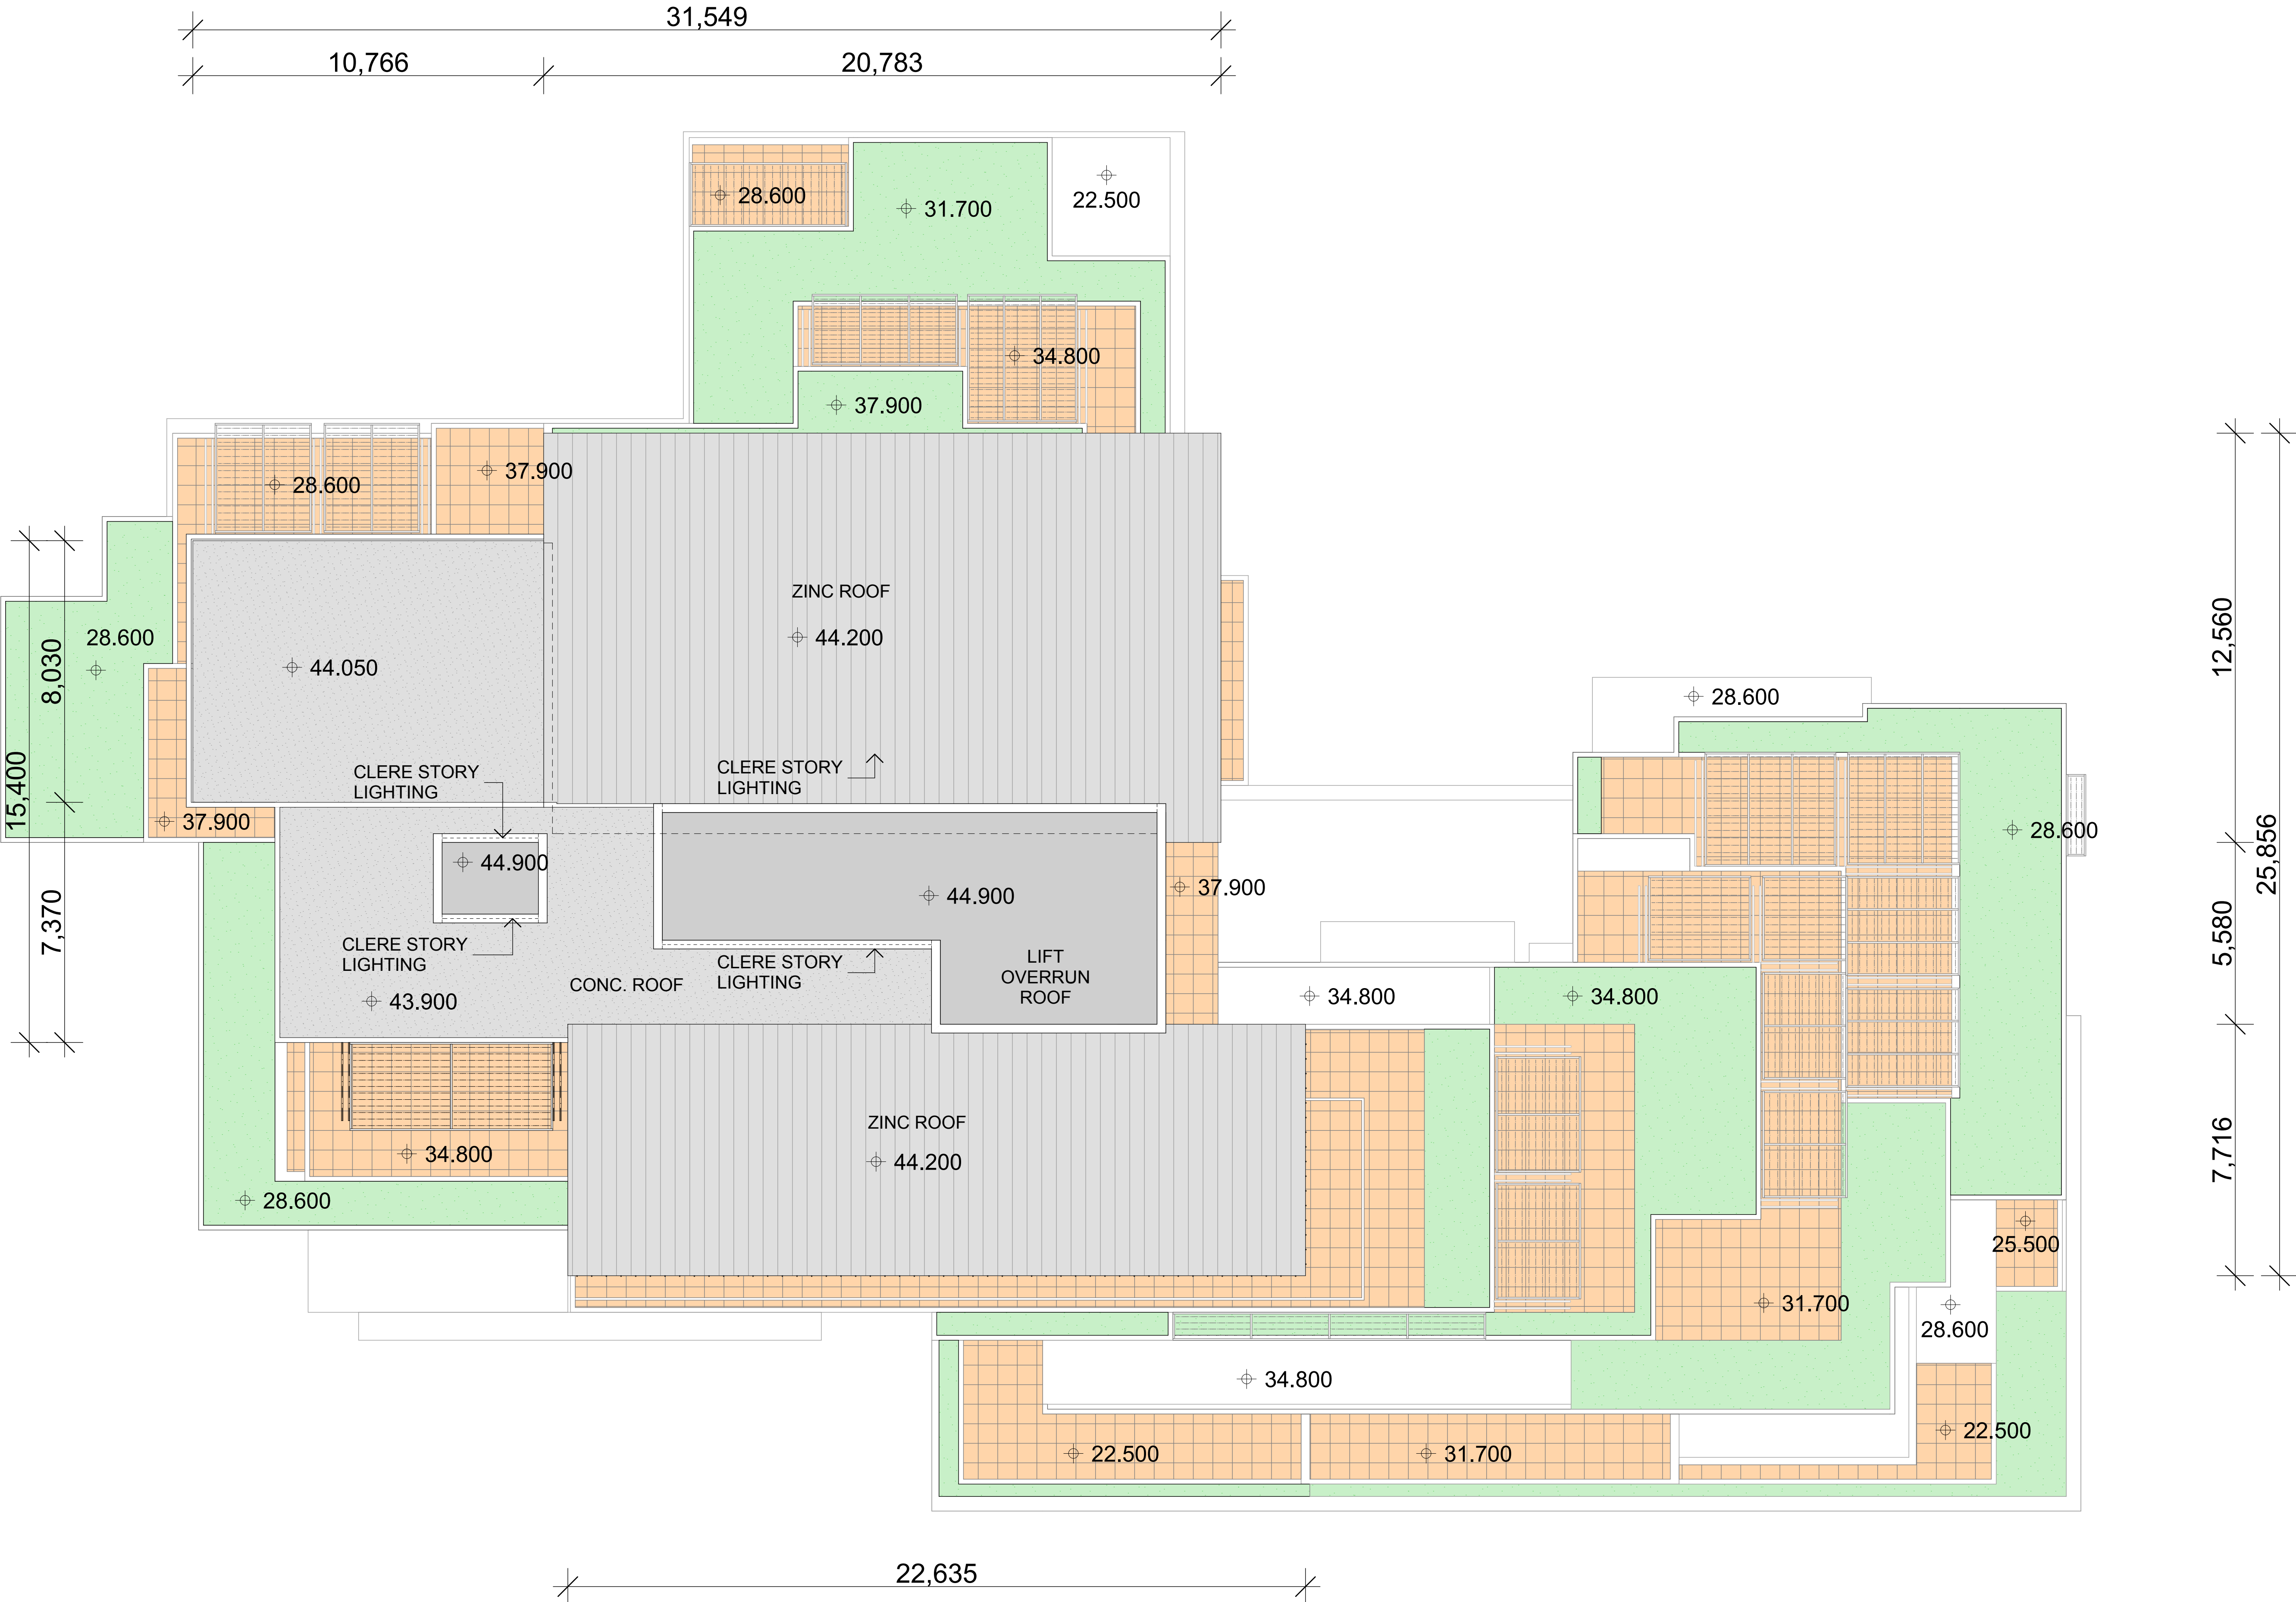 31,549
10,766
20,783
28.600
31.700
22.500
34.800
37.900
37.900
28.600
ZINC ROOF
44.200
12,560
28.600
8,030
44.050
28.600
15,400
CLERE STORY
LIGHTING
CLERE STORY
LIGHTING
37.900
44.900
28.600
25,856
44.900
37.900
7,370
CLERE STORY
LIGHTING
CLERE STORY
LIGHTING
LIFT
OVERRUN
ROOF
5,580
CONC. ROOF
43.900
34.800
34.800
ZINC ROOF
44.200
34.800
7,716
28.600
25.500
31.700
28.600
34.800
22.500
31.700
22.500
22,635